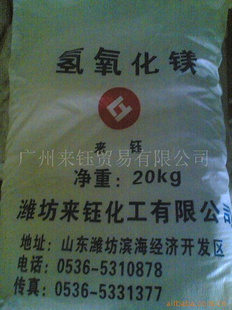 氢氧化镁
来 钰
广州来钰贸易有限公司
净重：20kg
潍坊来钰化工有限公司
地址：山东潍坊滨海经济开发区
电话：0536-5310878
传真：0536-5331377